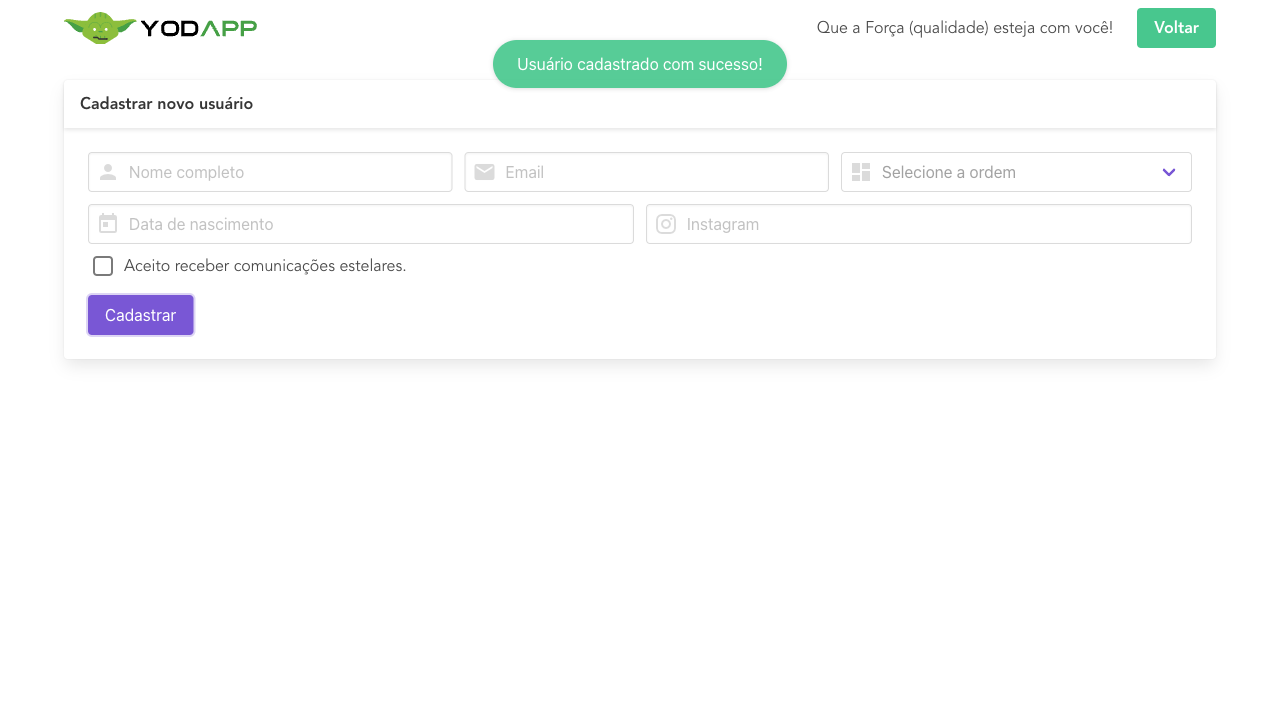 YODAPP
Que a Força (qualidade) esteja com você!
Voltar
Usuário cadastrado com sucesso!
Cadastrar novo usuário
Nome completo
Email
Selecione a ordem
Data de nascimento
Instagram
Aceito receber comunicações estelares.
Cadastrar